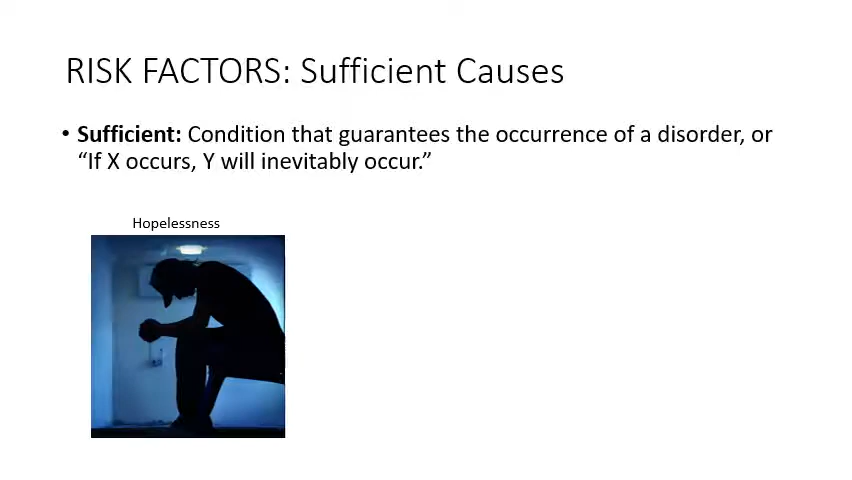 RISK FACTORS: Sufficient Causes
• Sufficient: Condition that guarantees the occurrence of a disorder, or
“If X occurs, Y will inevitably occur.”
Hopelessness